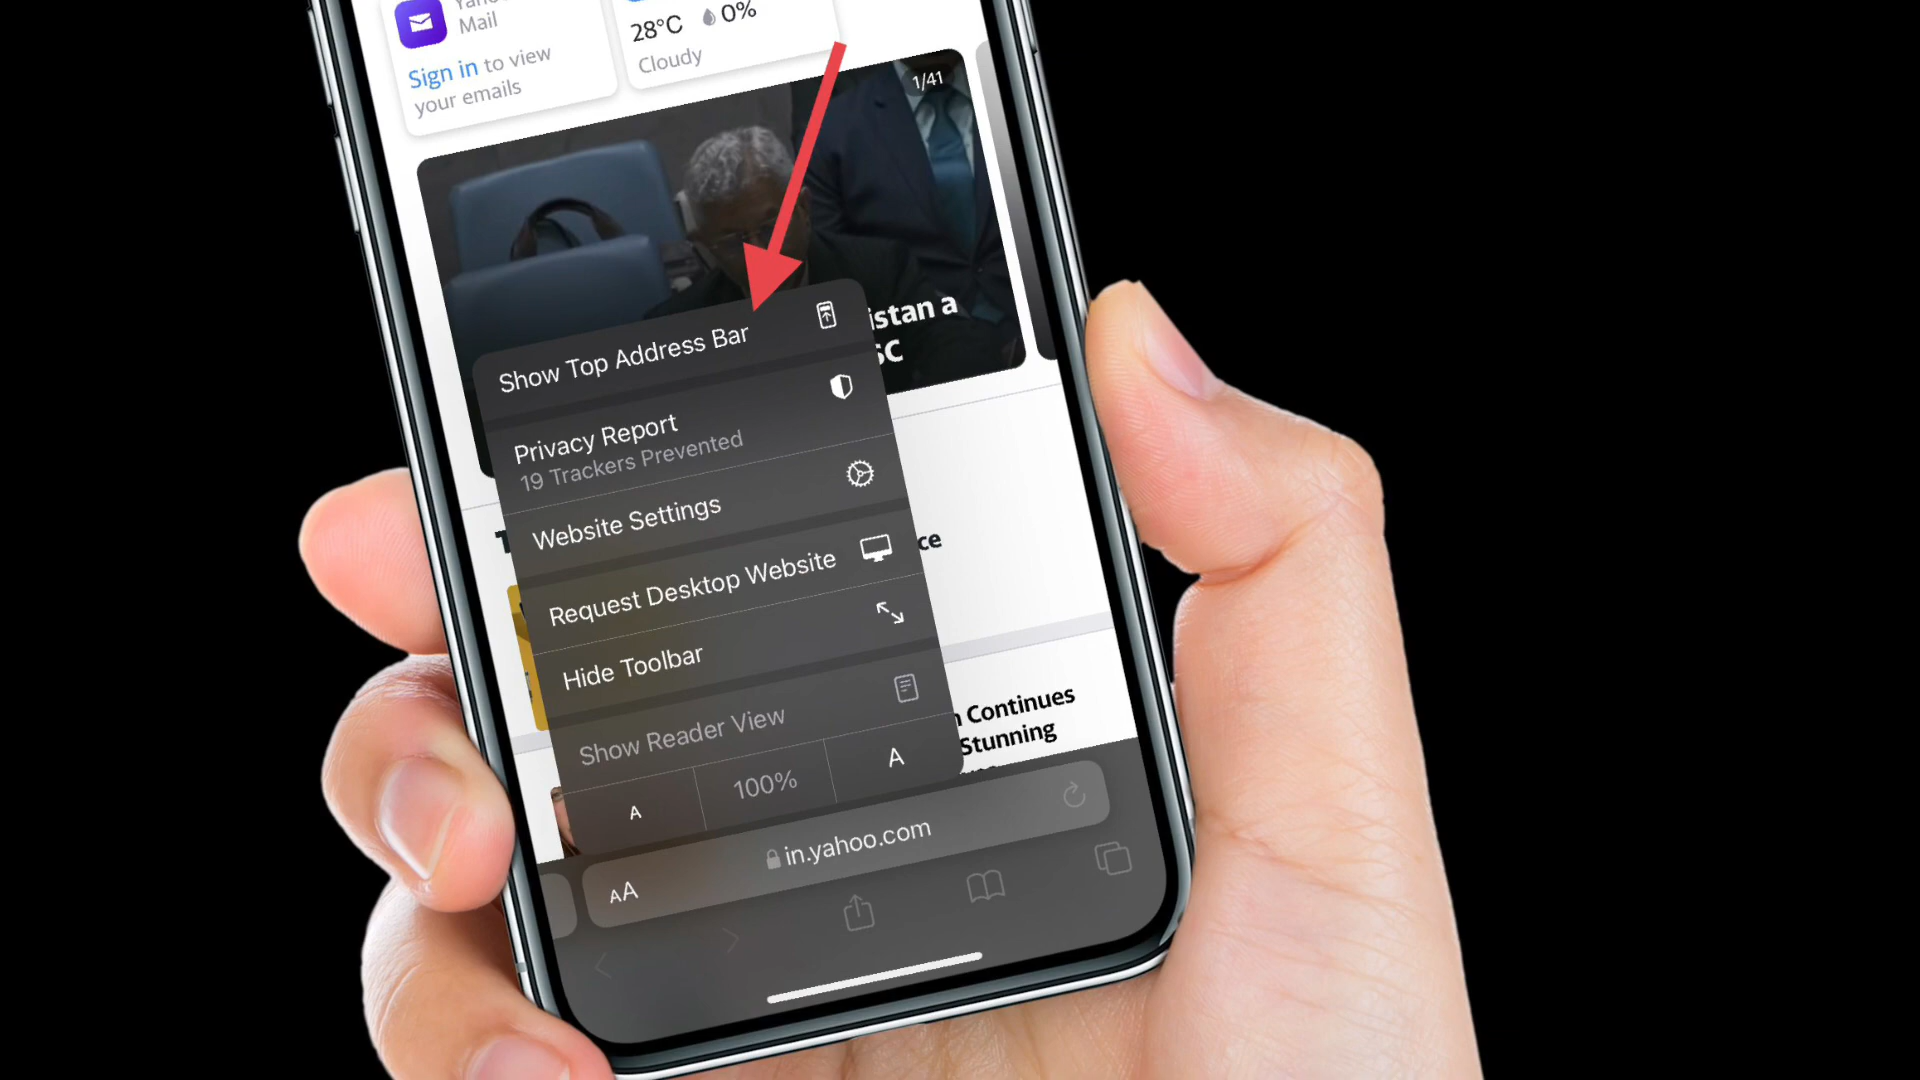 Mail
Sign in to view
your emails
28°C 0%
Cloudy
1/41
istan a
SC
Show Top Address Bar
Privacy Report
19 Trackers Prevented
Website Settings
Request Desktop Website
ce
Hide Toolbar
Show Reader View
n Continues
Stunning
A 100% A
AA in.yahoo.com